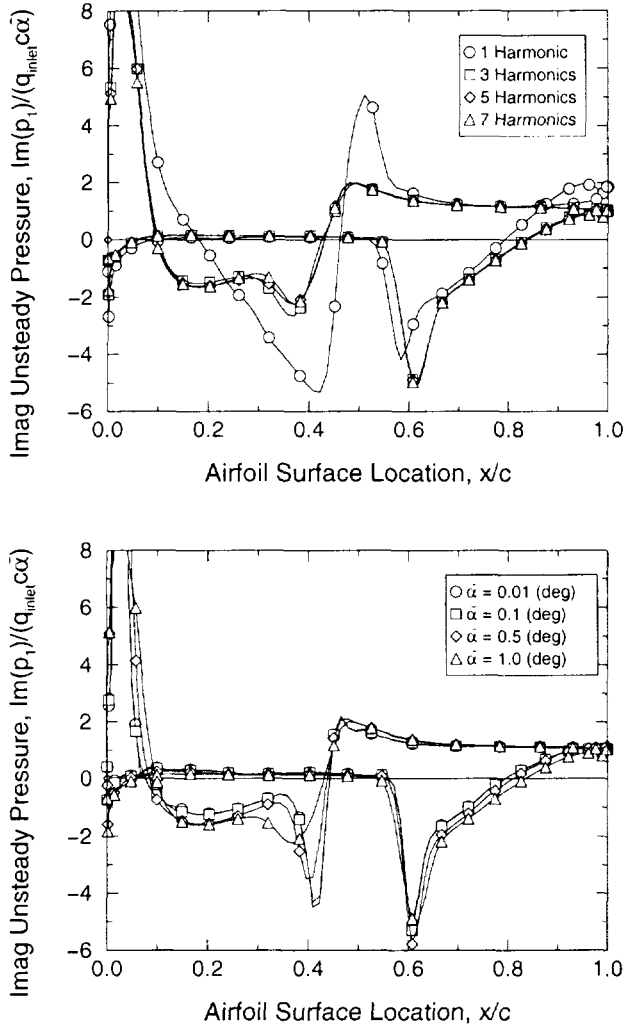 Imag Unsteady Pressure, Im(p₁)/(q_inlet cᾱ)
8
6
4
2
0
-2
-4
-6
1 Harmonic
3 Harmonics
5 Harmonics
7 Harmonics
0.0 0.2 0.4 0.6 0.8 1.0
Airfoil Surface Location, x/c
Imag Unsteady Pressure, Im(p₁)/(q_inlet cᾱ)
8
6
4
2
0
-2
-4
-6
ᾱ = 0.01 (deg)
ᾱ = 0.1 (deg)
ᾱ = 0.5 (deg)
ᾱ = 1.0 (deg)
0.0 0.2 0.4 0.6 0.8 1.0
Airfoil Surface Location, x/c